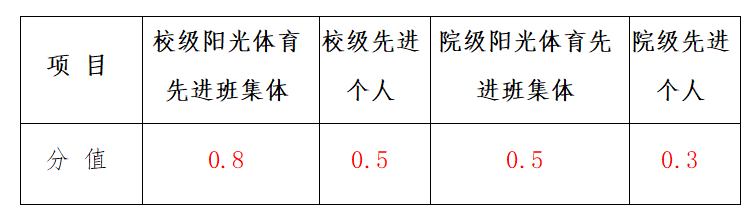 项 目
校级阳光体育
先进班集体
校级先进
个人
院级阳光体育先
进班集体
院级先进
个人
分 值
0.8
0.5
0.5
0.3